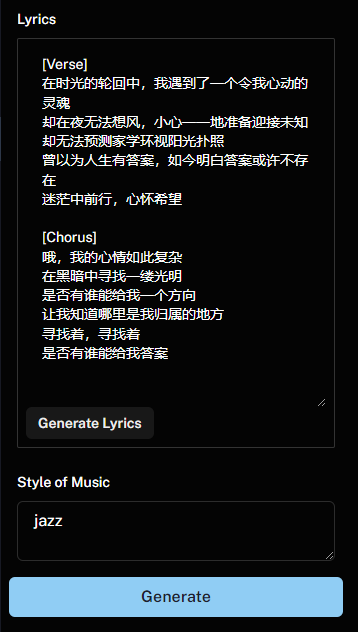 Lyrics
[Verse]
在时光的轮回中，我遇到了一个令我心动的
灵魂
却在夜无法想风，小心——地准备迎接未知
却无法预测家学环视阳光扑照
曾以为人生有答案，如今明白答案或许不存
在
迷茫中前行，心怀希望
[Chorus]
哦，我的心情如此复杂
在黑暗中寻找一缕光明
是否有谁能给我一个方向
让我知道哪里是我归属的地方
寻找着，寻找着
是否有谁能给我答案
Generate Lyrics
Style of Music
jazz
Generate